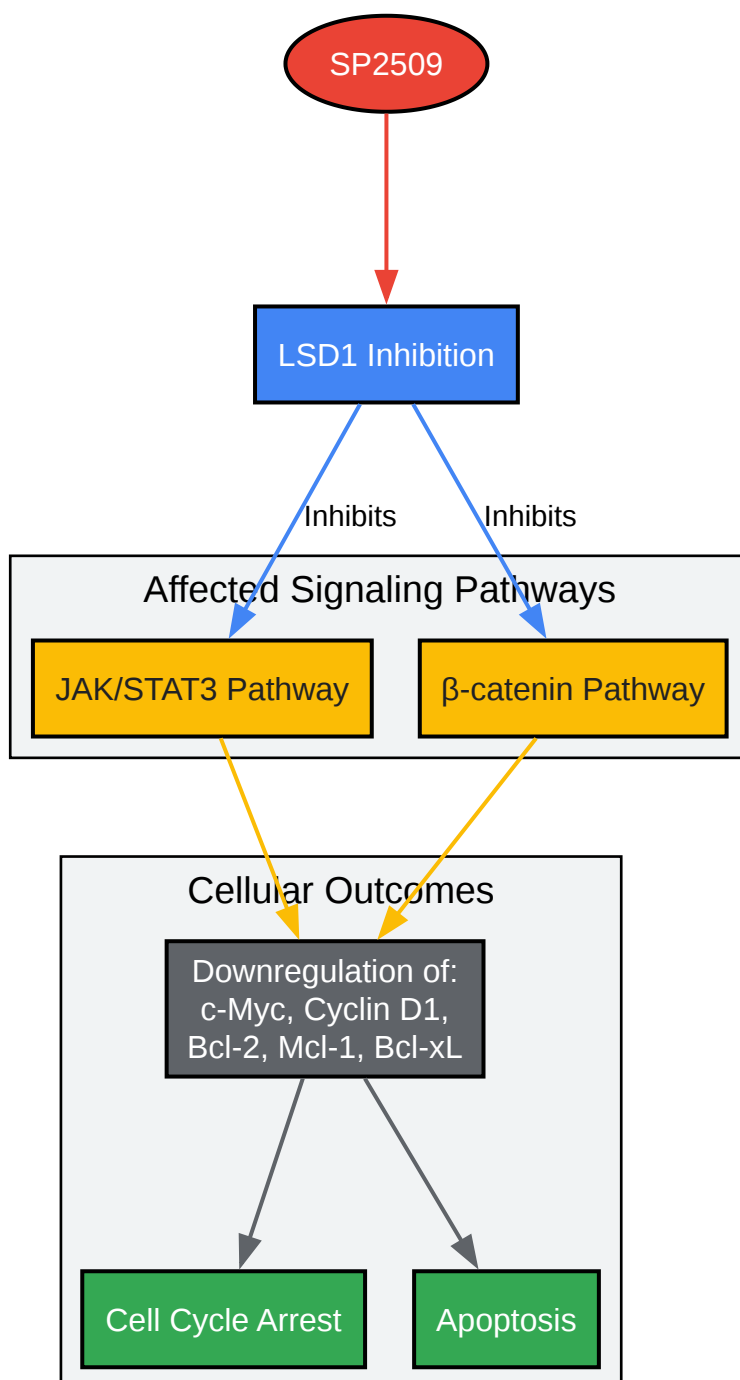 SP2509
LSD1 Inhibition
Inhibits
Inhibits
Affected Signaling Pathways
JAK/STAT3 Pathway
β-catenin Pathway
Cellular Outcomes
Downregulation of:
c-Myc, Cyclin D1,
Bcl-2, Mcl-1, Bcl-xL
Cell Cycle Arrest
Apoptosis